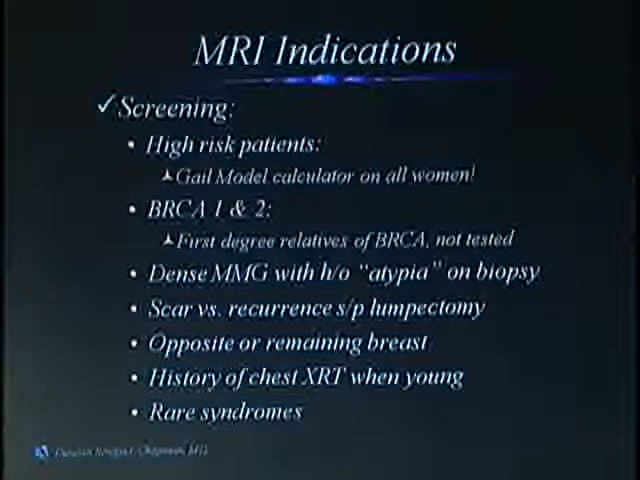 MRI Indications
✓ Screening:
• High risk patients:
Gail Model calculator on all women!
• BRCA 1 & 2:
First degree relatives of BRCA, not tested
• Dense MMG with h/o "atypia" on biopsy
• Scar vs. recurrence s/p lumpectomy
• Opposite or remaining breast
• History of chest XRT when young
• Rare syndromes